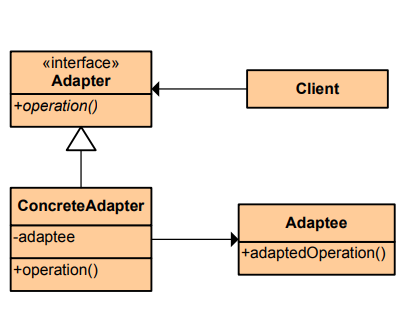 «interface»
Adapter
+operation()
Client
ConcreteAdapter
-adaptee
+operation()
Adaptee
+adaptedOperation()